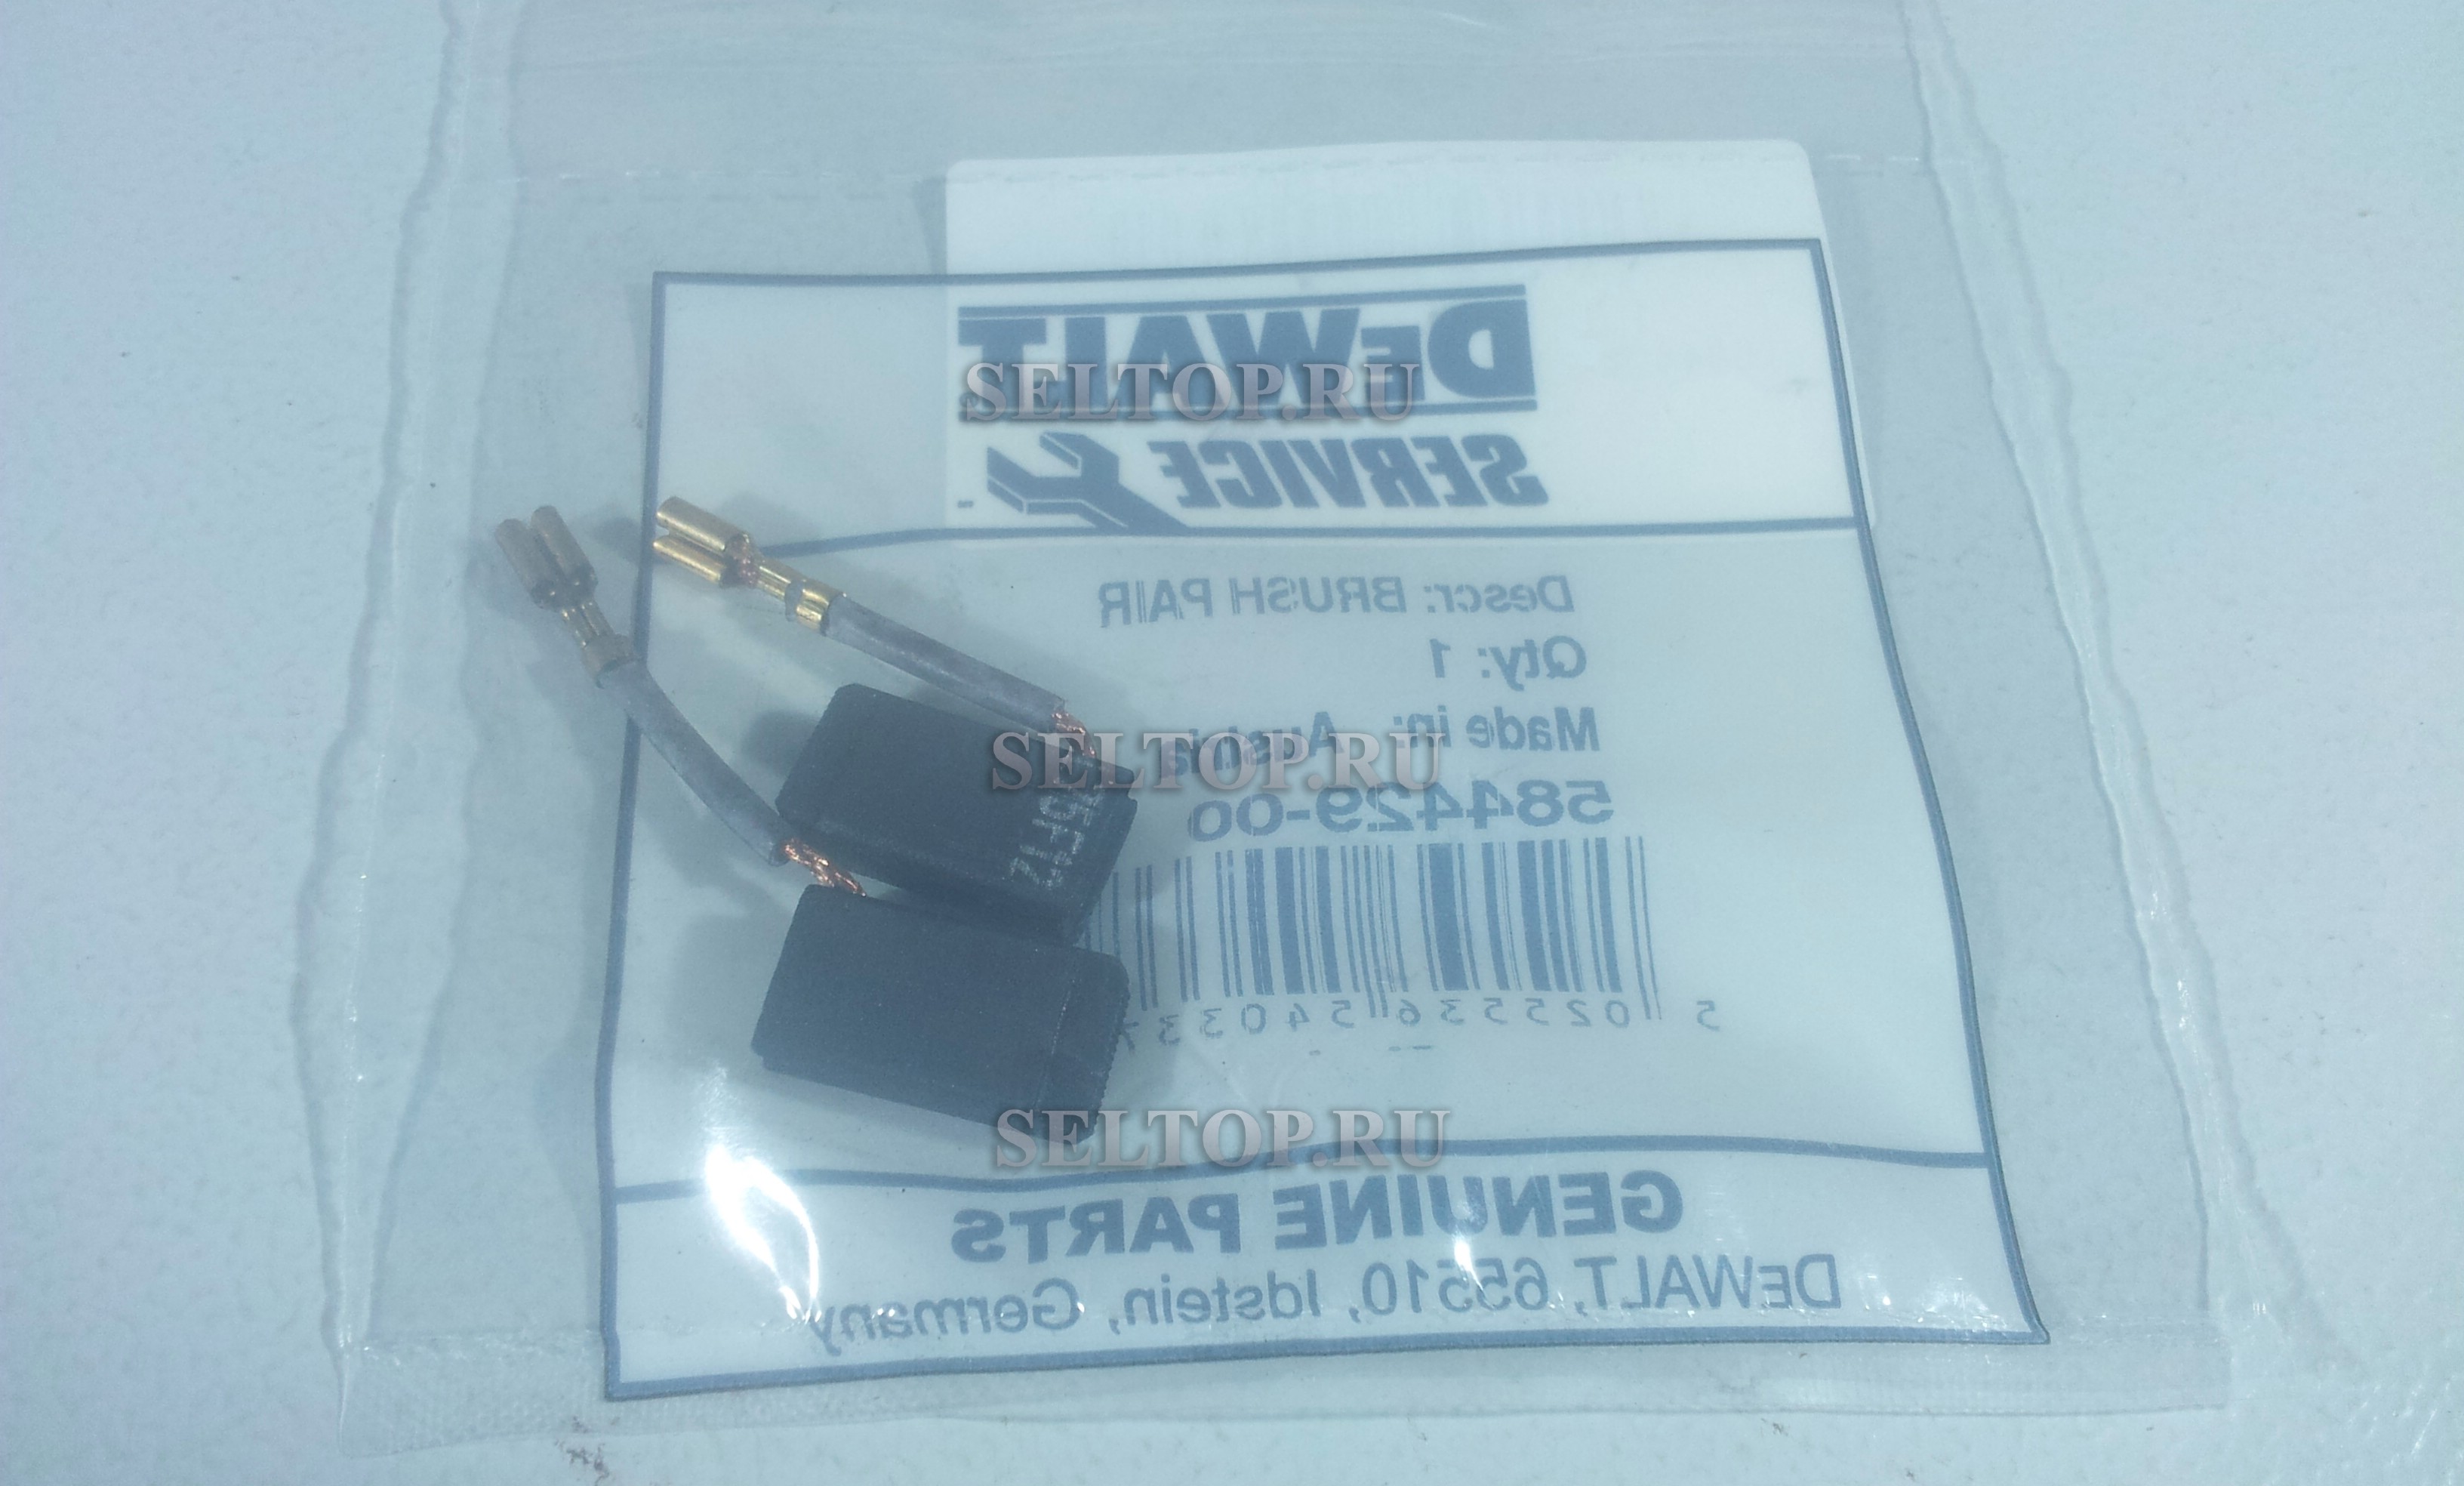 DEWALT
SELTOP.RU
SERVICE
Descr: BRUSH PAIR
Qty: 1
Made in: Austria
SELTOP.RU
584429-00
5 025536 540337
SELTOP.RU
GENUINE PARTS
DEWALT, 65510, Idstein, Germany